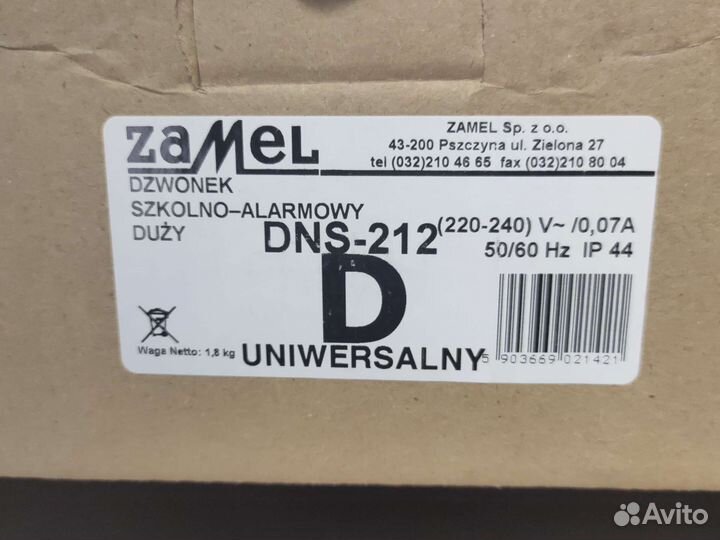 zaMeL
ZAMEL Sp. z o.o.
43-200 Pszczyna ul. Zielona 27
tel (032)210 46 65 fax (032)210 80 04
DZWONEK
SZKOLNO–ALARMOWY
DUŻY
DNS-212
(220-240) V~ /0,07A
50/60 Hz IP 44
D
UNIWERSALNY
Waga Netto: 1,8 kg
5 903669 021421
Avito